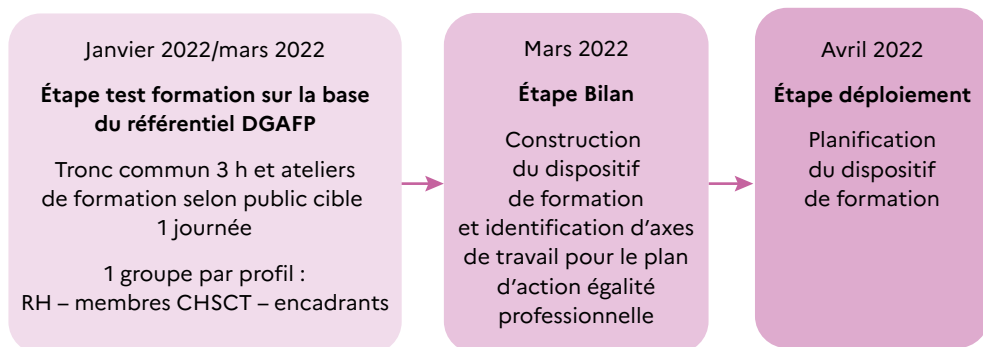 Janvier 2022/mars 2022
Étape test formation sur la base
du référentiel DGAFP
Tronc commun 3 h et ateliers
de formation selon public cible
1 journée
1 groupe par profil :
RH – membres CHSCT – encadrants
Mars 2022
Étape Bilan
Construction
du dispositif
de formation
et identification d’axes
de travail pour le plan
d’action égalité
professionnelle
Avril 2022
Étape déploiement
Planification
du dispositif
de formation